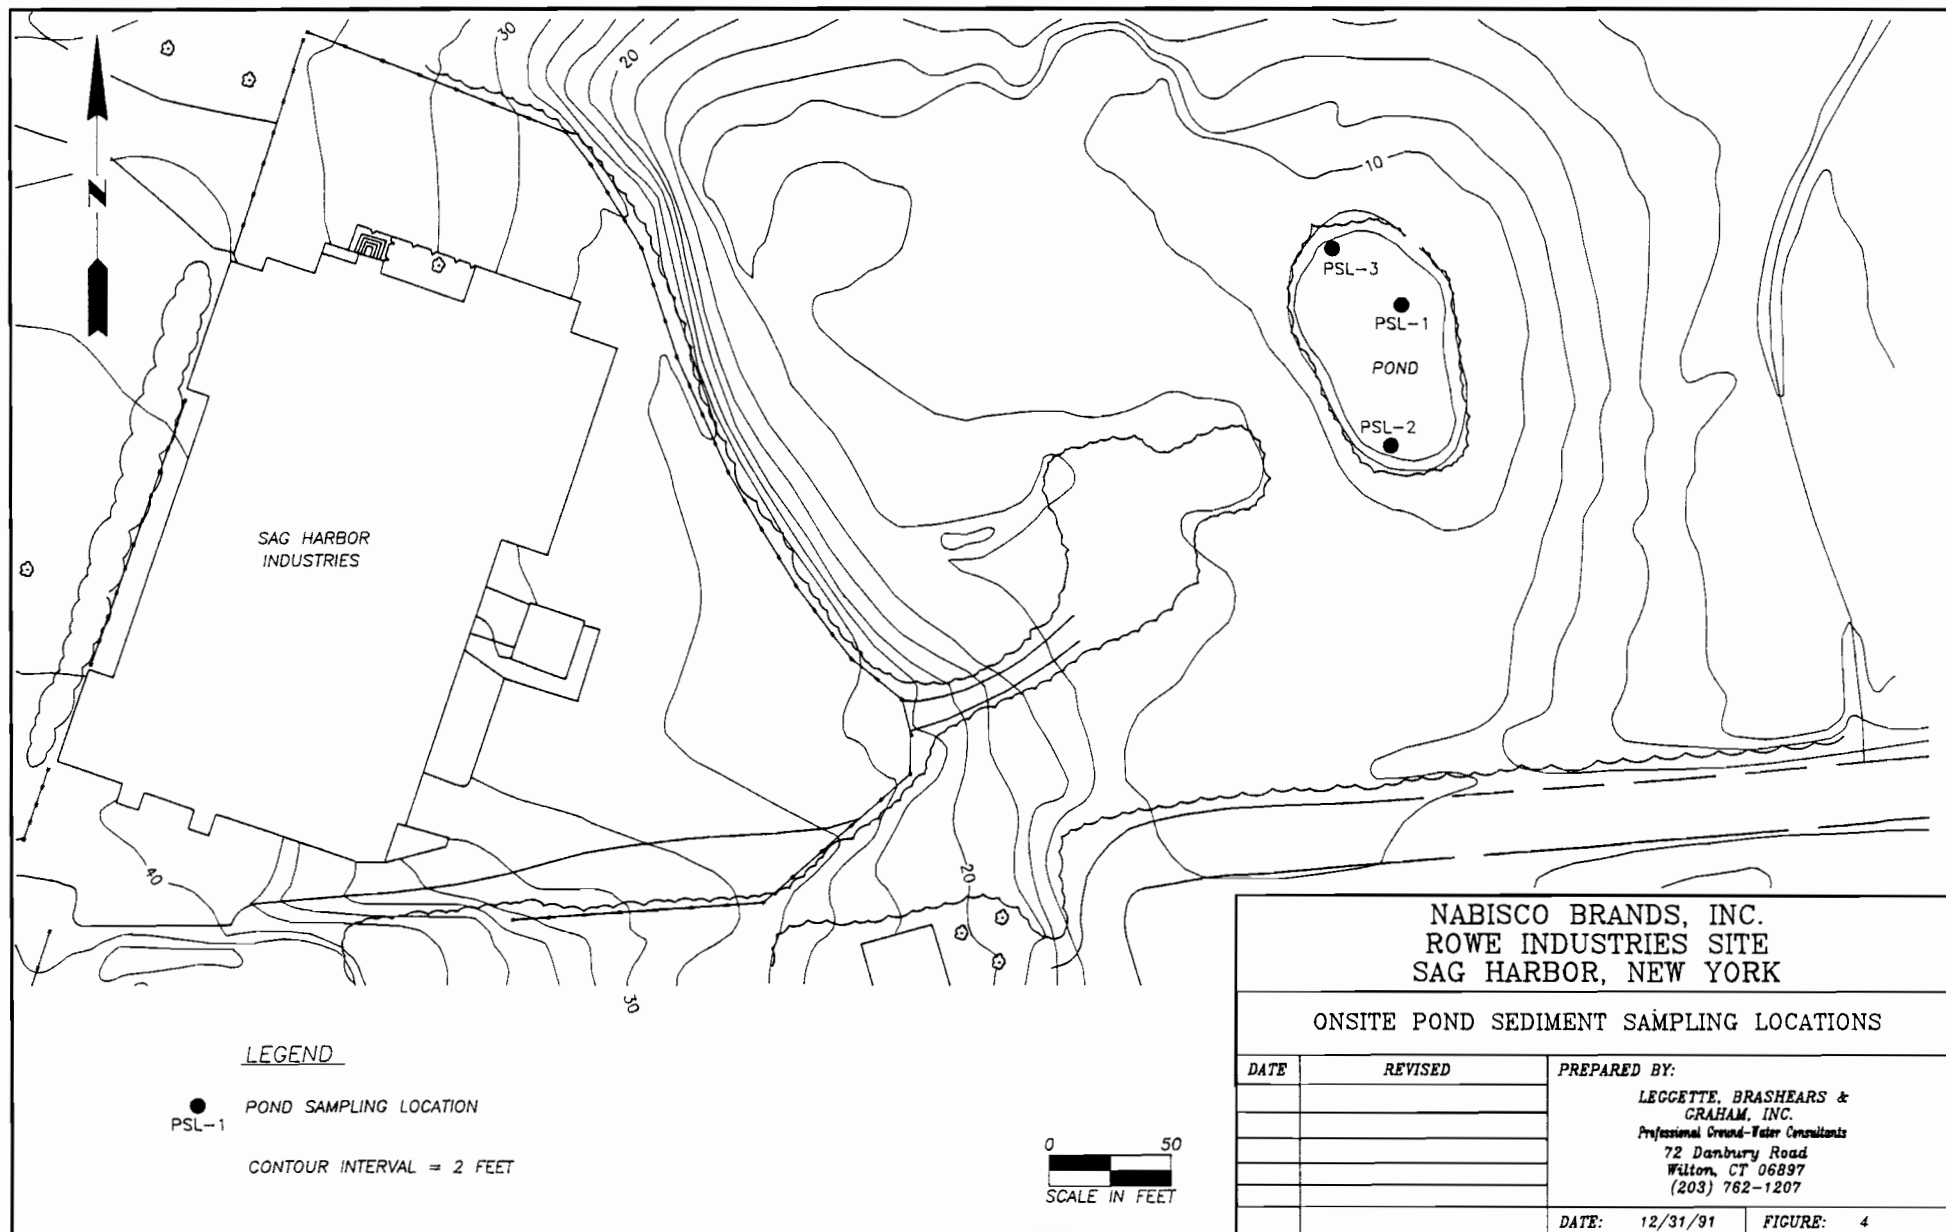 30
20
N
10
PSL-3
PSL-1
POND
PSL-2
SAG HARBOR
INDUSTRIES
40
20
30
LEGEND
PSL-1
POND SAMPLING LOCATION
CONTOUR INTERVAL = 2 FEET
0 50
SCALE IN FEET
NABISCO BRANDS, INC.
ROWE INDUSTRIES SITE
SAG HARBOR, NEW YORK
ONSITE POND SEDIMENT SAMPLING LOCATIONS
DATE REVISED
PREPARED BY:
LEGGETTE, BRASHEARS &
GRAHAM, INC.
Professional Ground-Water Consultants
72 Danbury Road
Wilton, CT 06897
(203) 762-1207
DATE: 12/31/91 FIGURE: 4